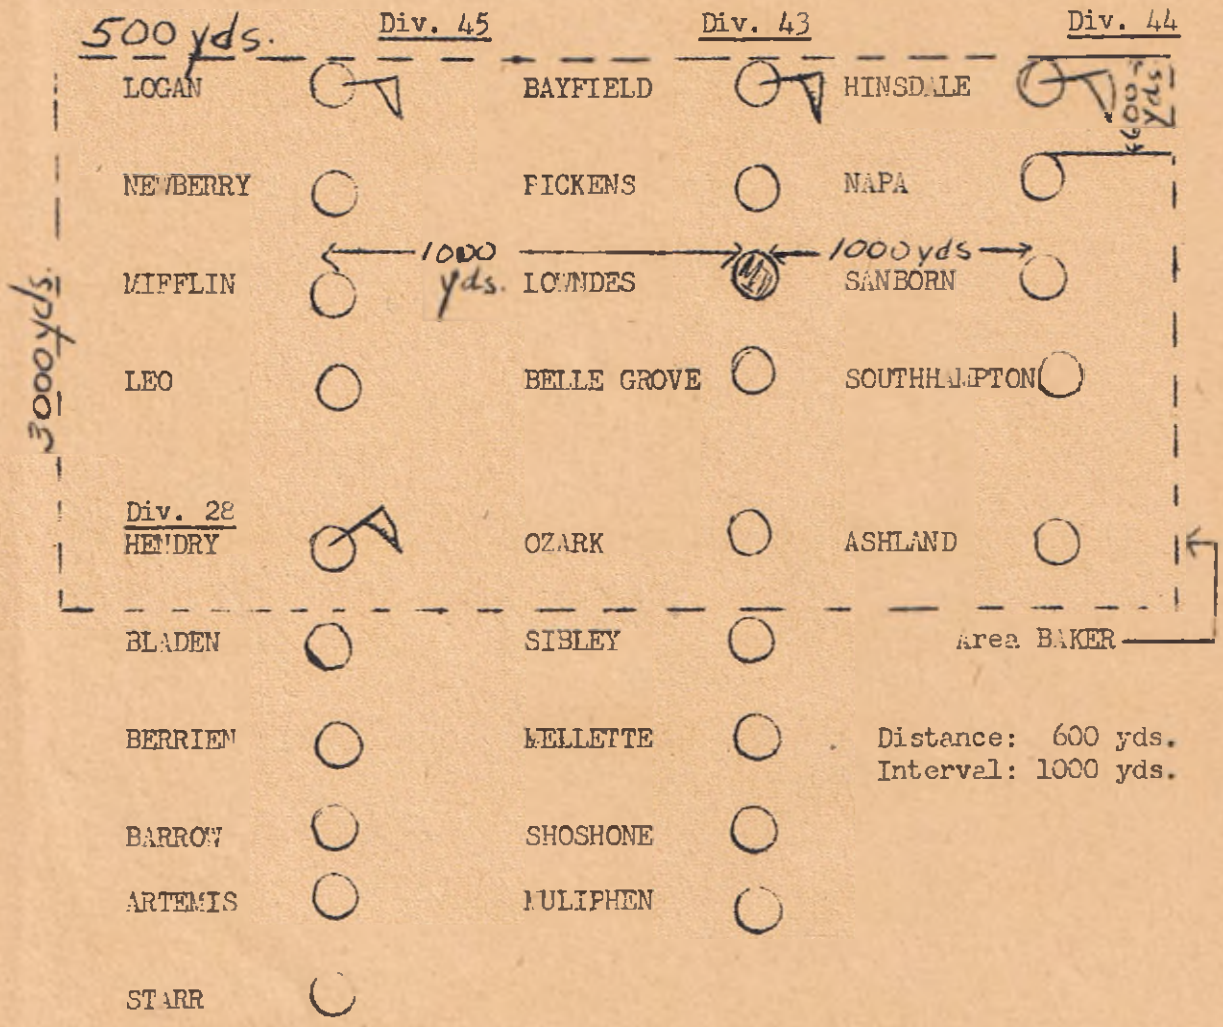 500 yds. Div. 45 Div. 43 Div. 44
LOGAN BAYFIELD HINSDALE 600 yds.
NEWBERRY PICKENS NAPA
1000 yds. 1000 yds
MIFFLIN LOWNDES SANBORN
3000 yds.
LEO BELLE GROVE SOUTHHAMPTON
Div. 28
HENDRY OZARK ASHLAND
BLADEN SIBLEY Area BAKER
BERRIEN MELLETTE Distance: 600 yds.
Interval: 1000 yds.
BARROW SHOSHONE
ARTEMIS MULIPHEN
STARR